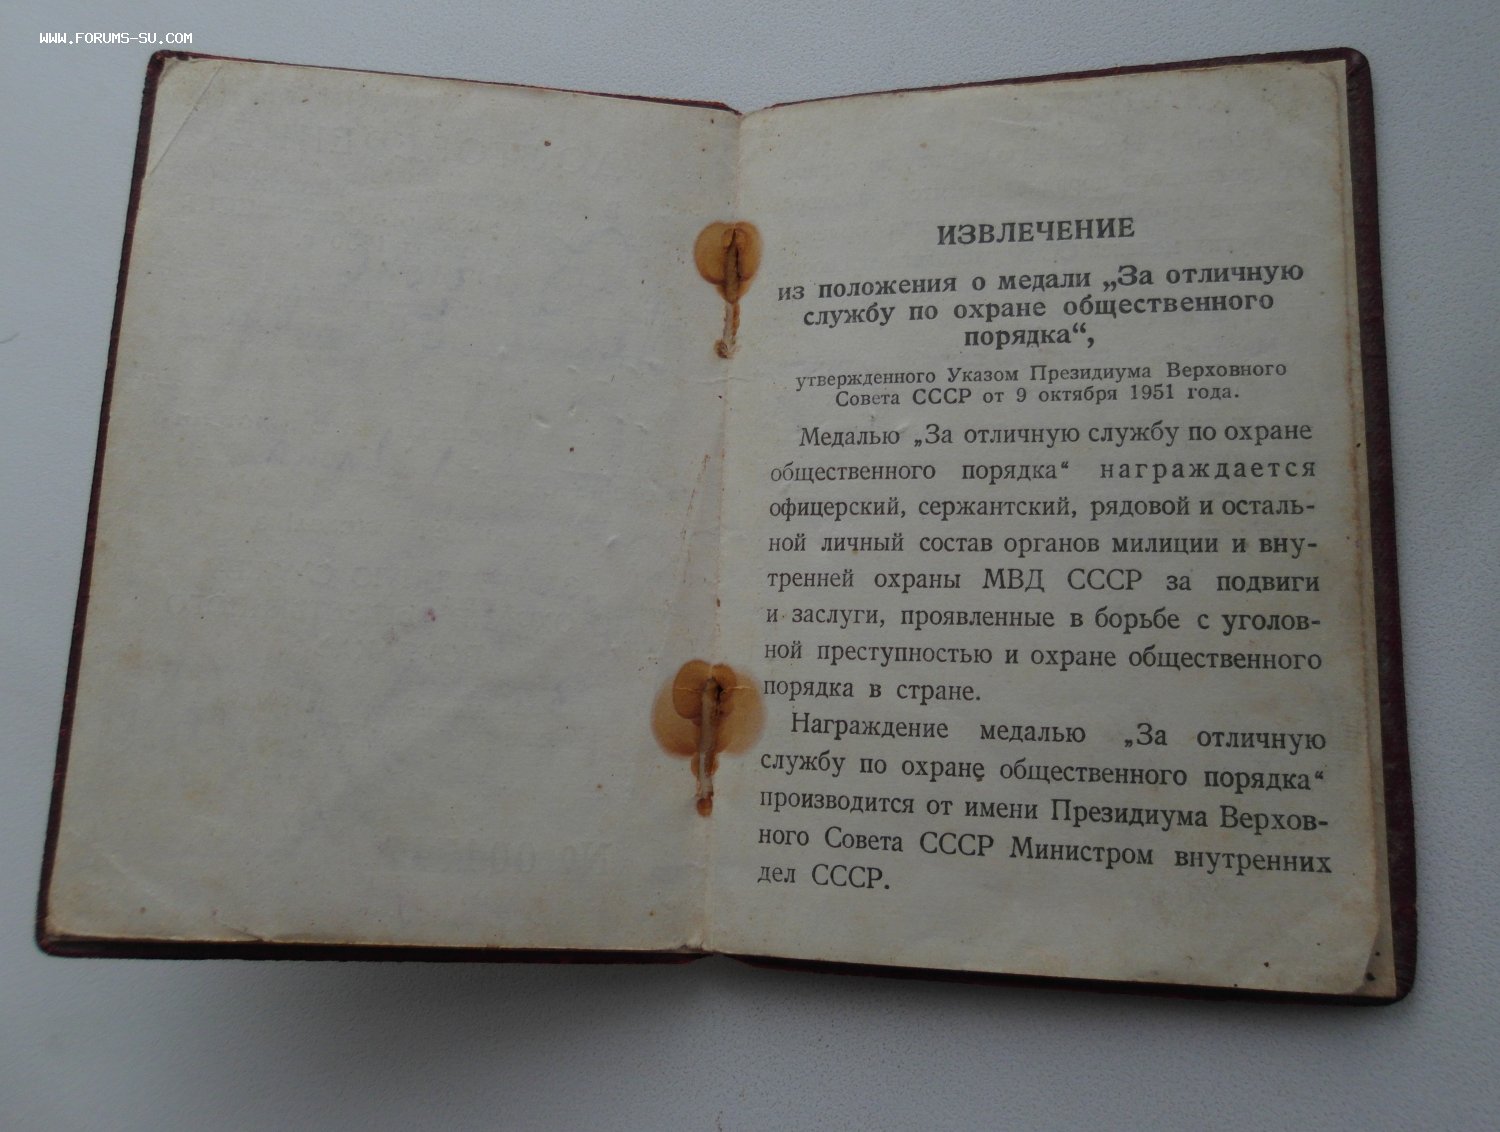 WWW.FORUMS-SU.COM
ИЗВЛЕЧЕНИЕ
из положения о медали „За отличную
службу по охране общественного
порядка“,
утвержденного Указом Президиума Верховного
Совета СССР от 9 октября 1951 года.
Медалью „За отличную службу по охране
общественного порядка“ награждается
офицерский, сержантский, рядовой и осталь-
ной личный состав органов милиции и вну-
тренней охраны МВД СССР за подвиги
и заслуги, проявленные в борьбе с уголов-
ной преступностью и охране общественного
порядка в стране.
Награждение медалью „За отличную
службу по охране общественного порядка“
производится от имени Президиума Верхов-
ного Совета СССР Министром внутренних
дел СССР.